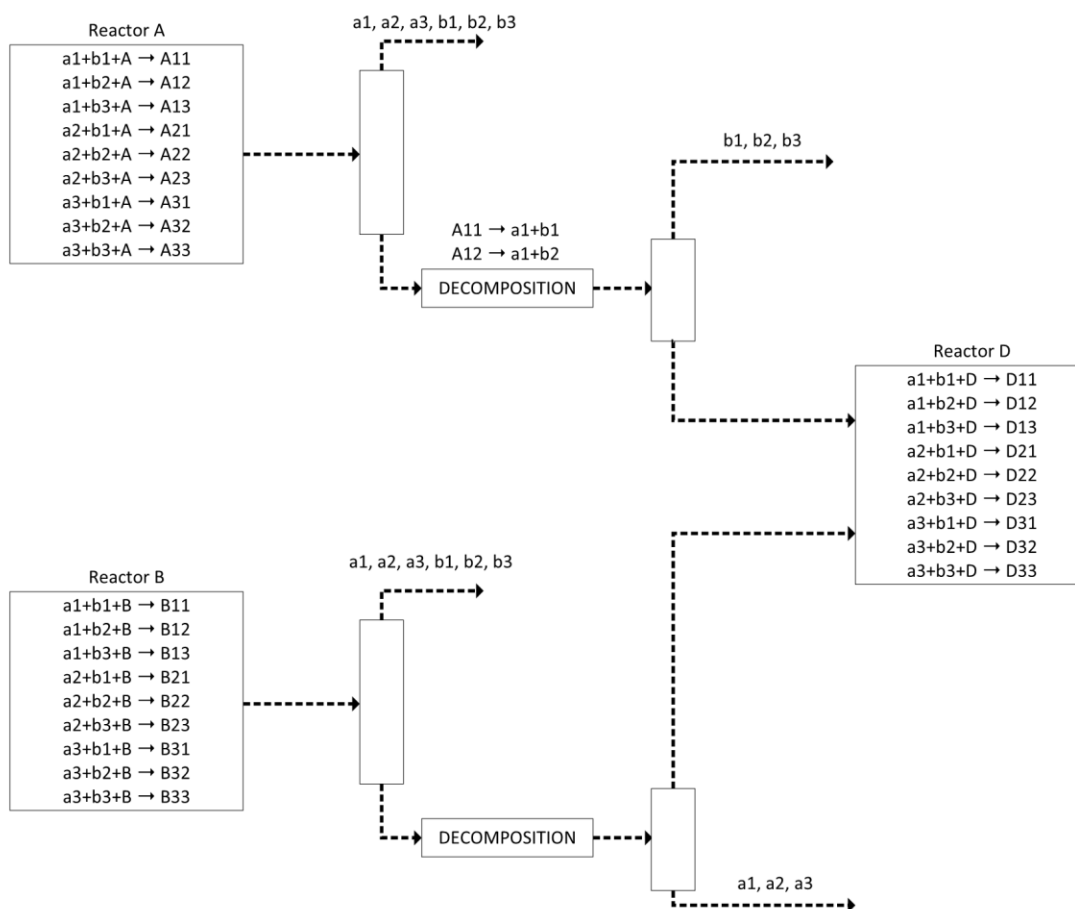 Reactor A
a1+b1+A → A11
a1+b2+A → A12
a1+b3+A → A13
a2+b1+A → A21
a2+b2+A → A22
a2+b3+A → A23
a3+b1+A → A31
a3+b2+A → A32
a3+b3+A → A33
a1, a2, a3, b1, b2, b3
A11 → a1+b1
A12 → a1+b2
DECOMPOSITION
b1, b2, b3
Reactor D
a1+b1+D → D11
a1+b2+D → D12
a1+b3+D → D13
a2+b1+D → D21
a2+b2+D → D22
a2+b3+D → D23
a3+b1+D → D31
a3+b2+D → D32
a3+b3+D → D33
Reactor B
a1+b1+B → B11
a1+b2+B → B12
a1+b3+B → B13
a2+b1+B → B21
a2+b2+B → B22
a2+b3+B → B23
a3+b1+B → B31
a3+b2+B → B32
a3+b3+B → B33
a1, a2, a3, b1, b2, b3
DECOMPOSITION
a1, a2, a3